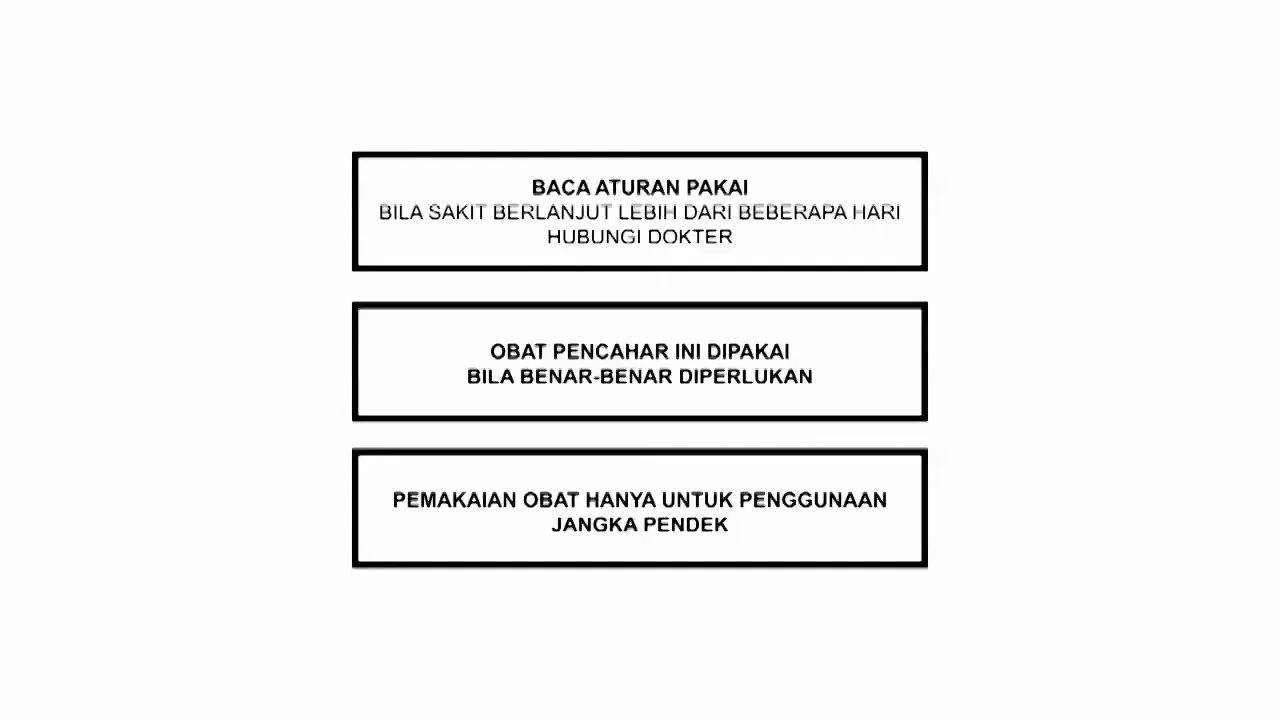 BACA ATURAN PAKAI
BILA SAKIT BERLANJUT LEBIH DARI BEBERAPA HARI
HUBUNGI DOKTER
OBAT PENCAHAR INI DIPAKAI
BILA BENAR-BENAR DIPERLUKAN
PEMAKAIAN OBAT HANYA UNTUK PENGGUNAAN
JANGKA PENDEK